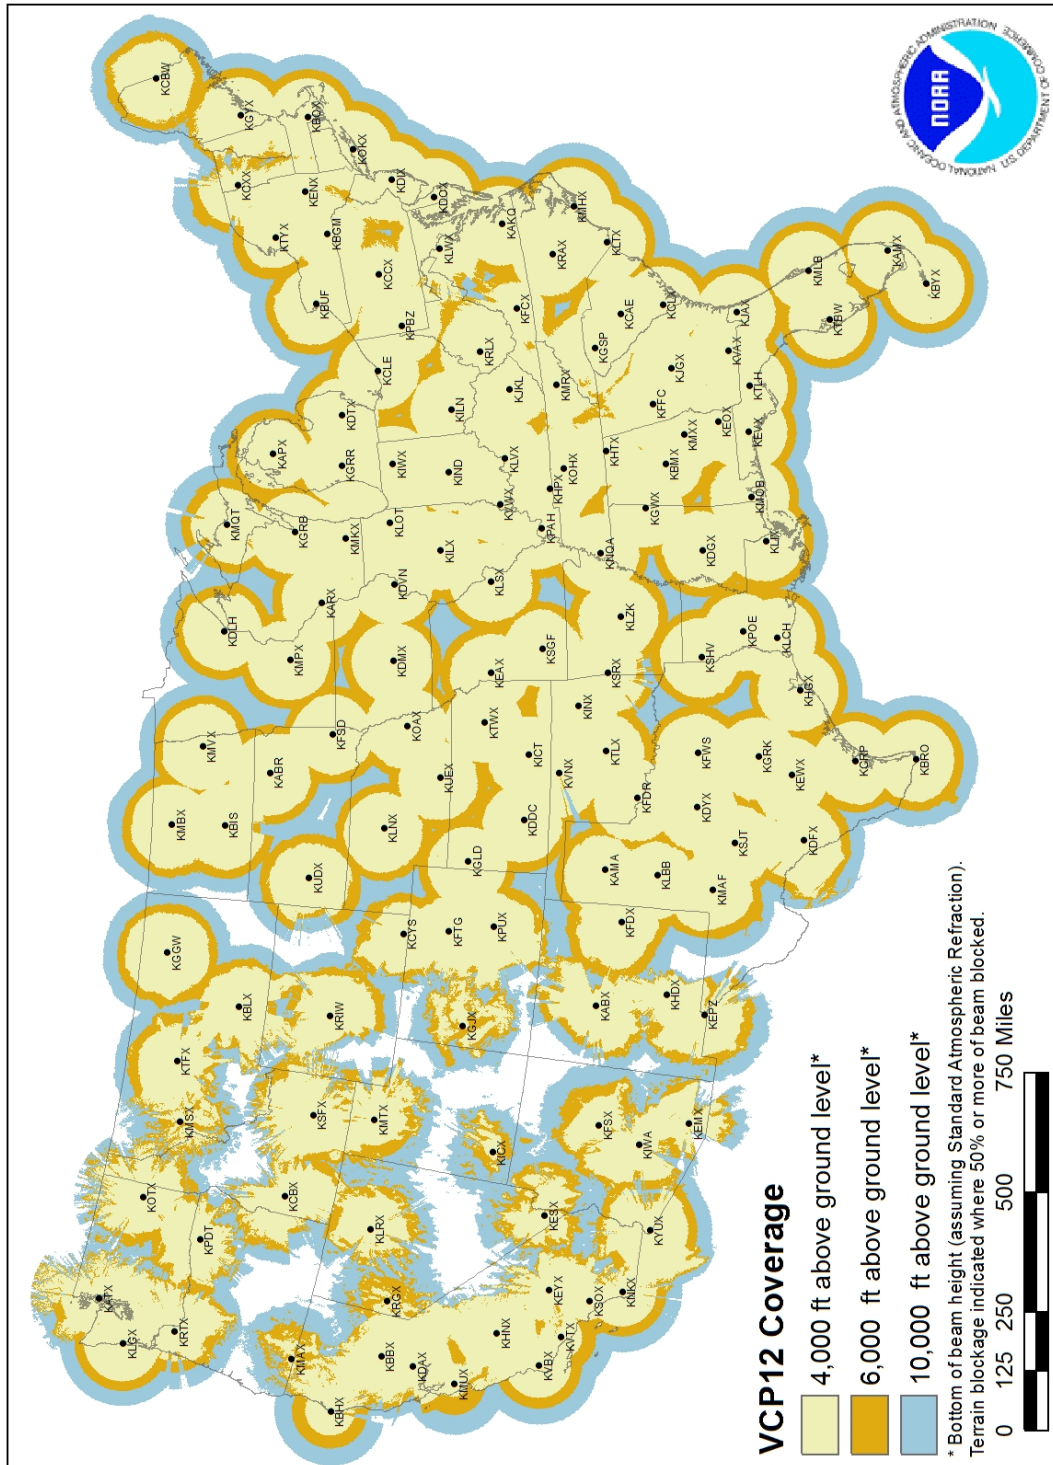 VCP12 Coverage
4,000 ft above ground level*
6,000 ft above ground level*
10,000 ft above ground level*
* Bottom of beam height (assuming Standard Atmospheric Refraction).
Terrain blockage indicated where 50% or more of beam blocked.
0 125 250 500 750 Miles
NATIONAL OCEANIC AND ATMOSPHERIC ADMINISTRATION
U.S. DEPARTMENT OF COMMERCE
NOAA
KATX
KLGX
KRTX
KOTX
KPDT
KMSX
KTFX
KGGW
KBLX
KMBX
KBIS
KMVX
KABR
KUDX
KFSD
KDLH
KMPX
KARX
KMQT
KGRB
KMKX
KAPX
KGRR
KDTX
KCLE
KBUF
KTYX
KBGM
KCXX
KENX
KGYX
KCBW
KBOX
KOKX
KDIX
KDOX
KCCX
KPBZ
KLWX
KAKQ
KMHX
KRAX
KLTX
KFCX
KRLX
KJKL
KILN
KIWX
KIND
KLVX
KLOT
KILX
KDVN
KLSX
KDMX
KOAX
KLNX
KUEX
KTWX
KEAX
KSGF
KICT
KDDC
KGLD
KCYS
KFTG
KPUX
KRIW
KGJX
KSFX
KMTX
KICX
KCBX
KLRX
KRGX
KMAX
KBHX
KBBX
KDAX
KMUX
KHNX
KVBX
KVTX
KEYX
KSOX
KNKX
KESX
KYUX
KFSX
KIWA
KEMX
KABX
KHDX
KEPZ
KFDX
KAMA
KLBB
KMAF
KVNX
KINX
KTLX
KFDR
KSRX
KLZK
KFWS
KDYX
KSJT
KGRK
KEWX
KDFX
KCRP
KBRO
KHGX
KSHV
KPOE
KLCH
KLIX
KDGX
KNQA
KPAH
KHPX
KOHX
KMRX
KHTX
KGWX
KBMX
KMXX
KEOX
KMOB
KEVX
KTLH
KFFC
KJGX
KVAX
KJAX
KGSP
KCAE
KCLX
KMLB
KTBW
KAMX
KBYX